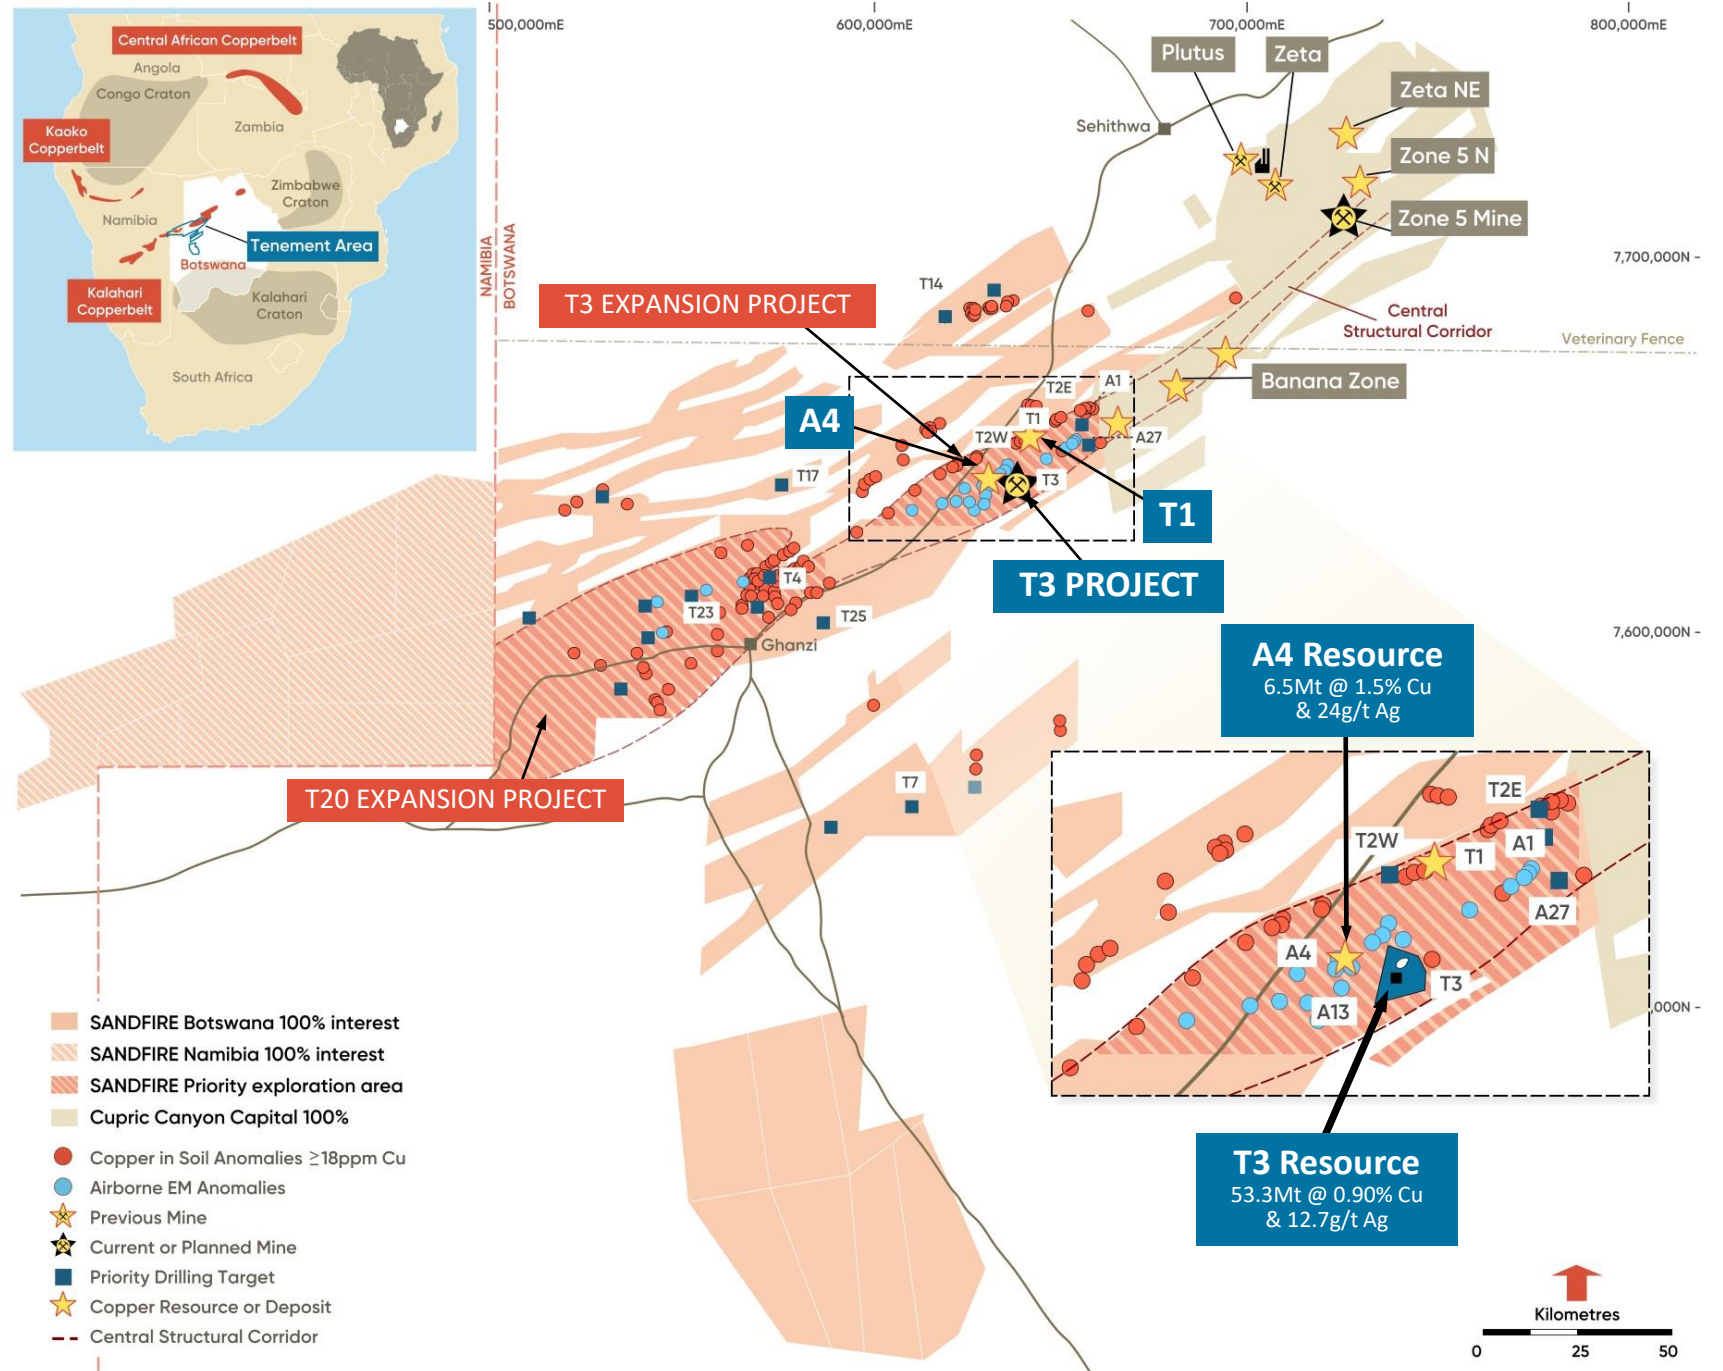 500,000mE
600,000mE
700,000mE
800,000mE
Central African Copperbelt
Angola
Congo Craton
Zambia
Kaoko
Copperbelt
Zimbabwe
Craton
Namibia
Tenement Area
Botswana
Kalahari
Copperbelt
Kalahari
Craton
South Africa
NAMIBIA
BOTSWANA
Plutus
Zeta
Zeta NE
Sehithwa
Zone 5 N
Zone 5 Mine
7,700,000N
T14
T3 EXPANSION PROJECT
Central
Structural Corridor
Veterinary Fence
Banana Zone
A4
T2E
A1
T1
T2W
A27
T3
T17
T1
T3 PROJECT
T4
T23
T25
Ghanzi
7,600,000N
A4 Resource
6.5Mt @ 1.5% Cu
& 24g/t Ag
T20 EXPANSION PROJECT
T7
T2E
T2W
T1
A1
A27
A4
T3
A13
,000N
T3 Resource
53.3Mt @ 0.90% Cu
& 12.7g/t Ag
SANDFIRE Botswana 100% interest
SANDFIRE Namibia 100% interest
SANDFIRE Priority exploration area
Cupric Canyon Capital 100%
Copper in Soil Anomalies ≥18ppm Cu
Airborne EM Anomalies
Previous Mine
Current or Planned Mine
Priority Drilling Target
Copper Resource or Deposit
Central Structural Corridor
Kilometres
0 25 50